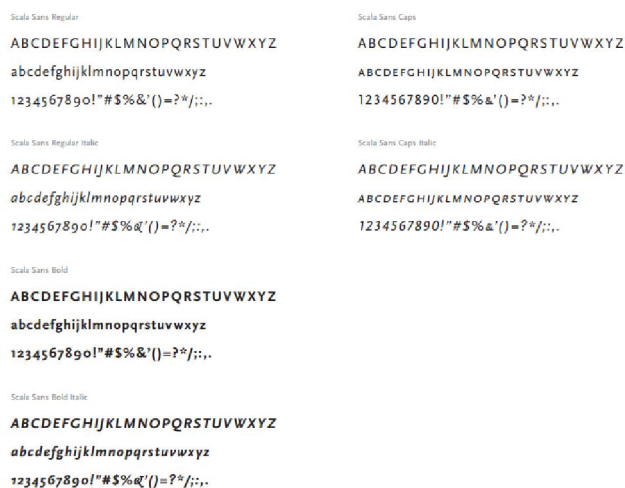 Scala Sans Regular
ABCDEFGHIJKLMNOPQRSTUVWXYZ
abcdefghijklmnopqrstuvwxyz
1234567890!"#$%&'()=?*/;:,.
Scala Sans Regular Italic
ABCDEFGHIJKLMNOPQRSTUVWXYZ
abcdefghijklmnopqrstuvwxyz
1234567890!"#$%&'()=?*/;:,.
Scala Sans Bold
ABCDEFGHIJKLMNOPQRSTUVWXYZ
abcdefghijklmnopqrstuvwxyz
1234567890!"#$%&'()=?*/;:,.
Scala Sans Bold Italic
ABCDEFGHIJKLMNOPQRSTUVWXYZ
abcdefghijklmnopqrstuvwxyz
1234567890!"#$%&'()=?*/;:,.
Scala Sans Caps
ABCDEFGHIJKLMNOPQRSTUVWXYZ
ABCDEFGHIJKLMNOPQRSTUVWXYZ
1234567890!"#$%&'()=?*/;:,.
Scala Sans Caps Italic
ABCDEFGHIJKLMNOPQRSTUVWXYZ
ABCDEFGHIJKLMNOPQRSTUVWXYZ
1234567890!"#$%&'()=?*/;:,.